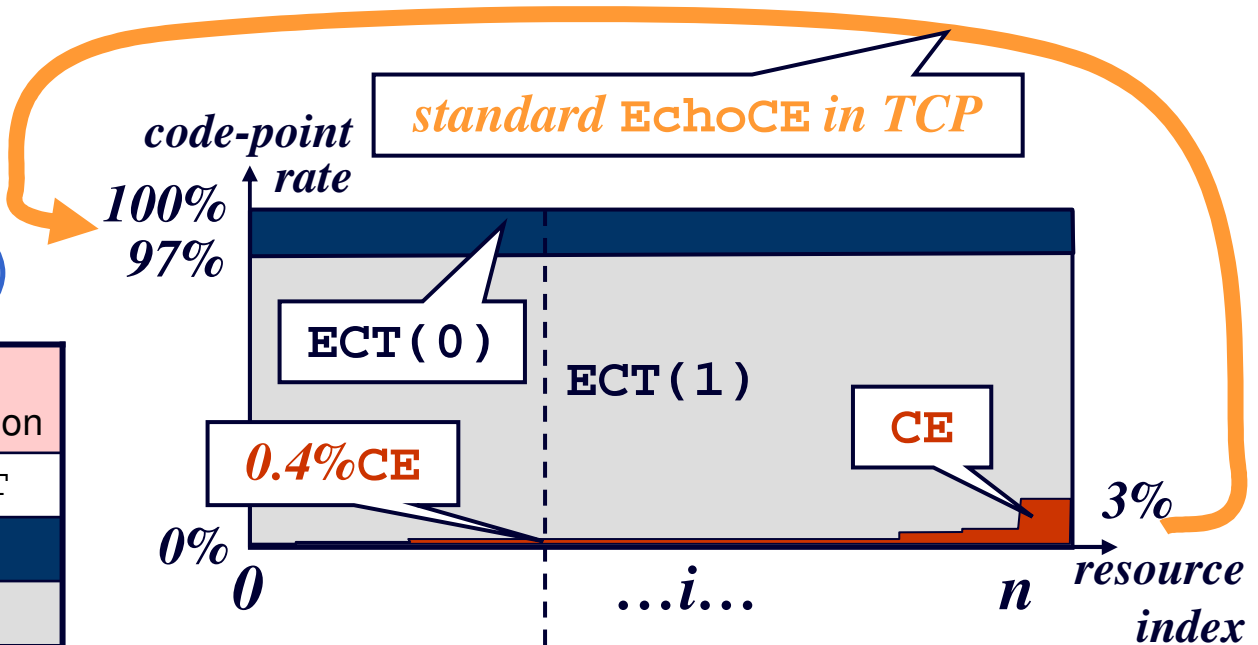 standard EchoCE in TCP
code-point
rate
100%
97%
ECT(0)
ECT(1)
on
CE
0.4%CE
3%
0%
resource
0
...i...
n
index